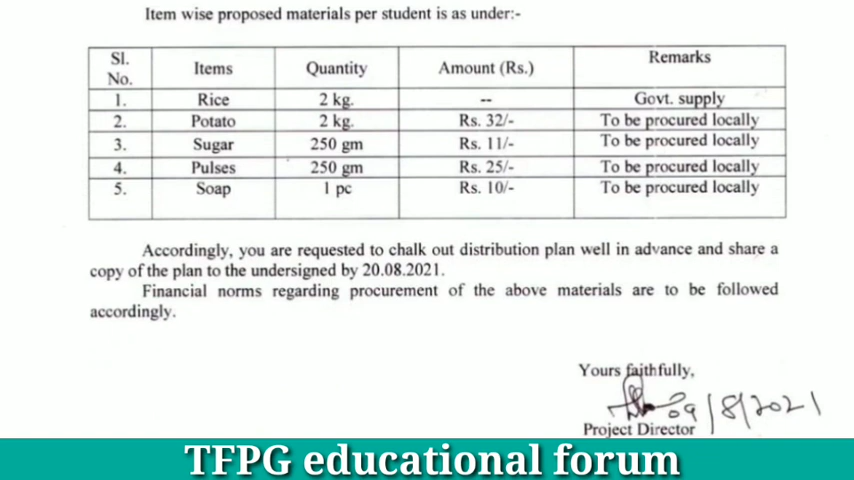 Item wise proposed materials per student is as under:-
Sl. No. Items Quantity Amount (Rs.) Remarks
1. Rice 2 kg. -- Govt. supply
2. Potato 2 kg. Rs. 32/- To be procured locally
3. Sugar 250 gm Rs. 11/- To be procured locally
4. Pulses 250 gm Rs. 25/- To be procured locally
5. Soap 1 pc Rs. 10/- To be procured locally
Accordingly, you are requested to chalk out distribution plan well in advance and share a
copy of the plan to the undersigned by 20.08.2021.
Financial norms regarding procurement of the above materials are to be followed
accordingly.
Yours faithfully,
09/8/2021
Project Director
TFPG educational forum